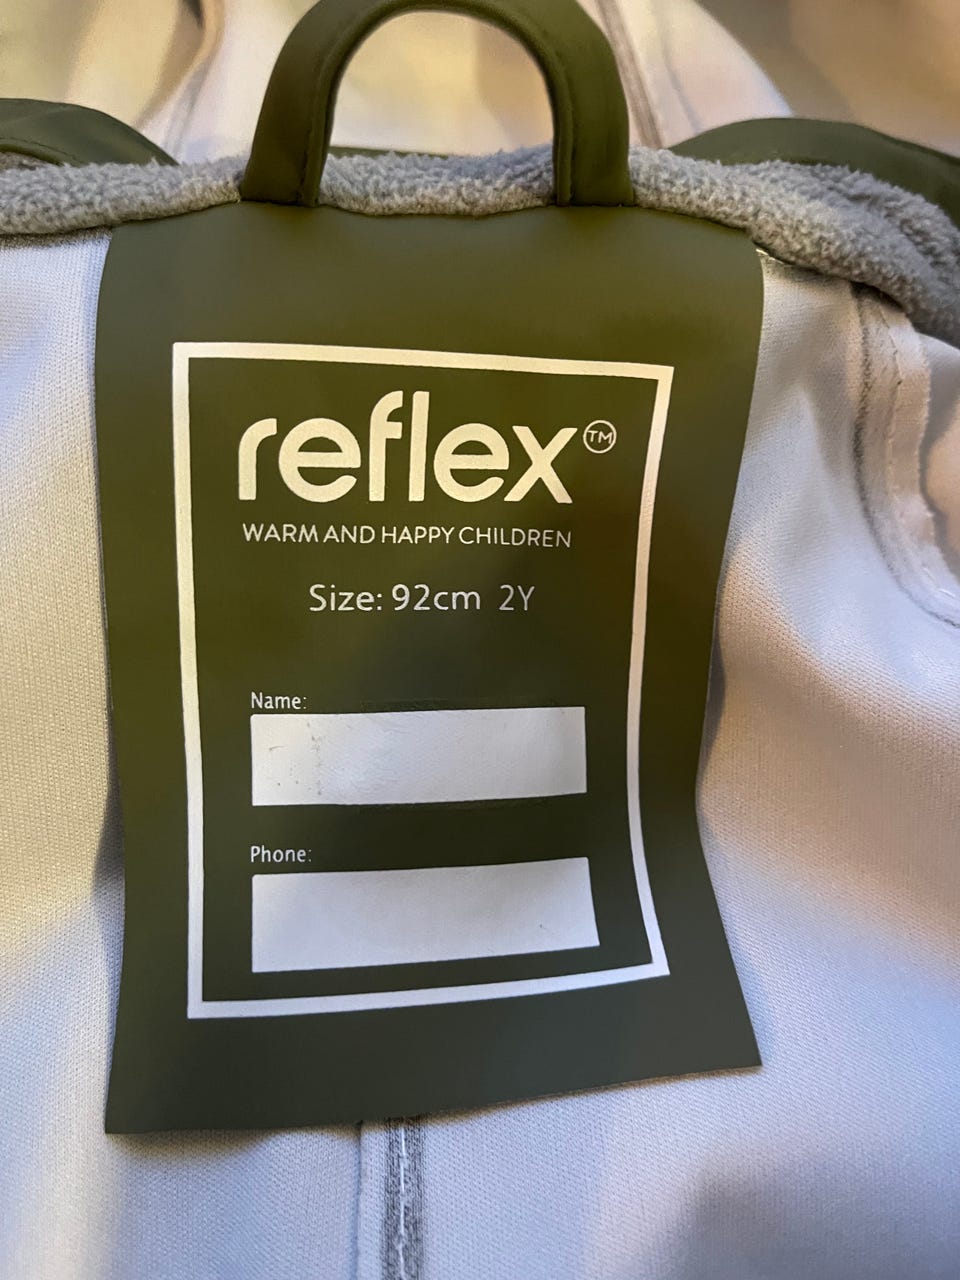 reflex™
WARM AND HAPPY CHILDREN
Size: 92cm 2Y
Name:
Phone: